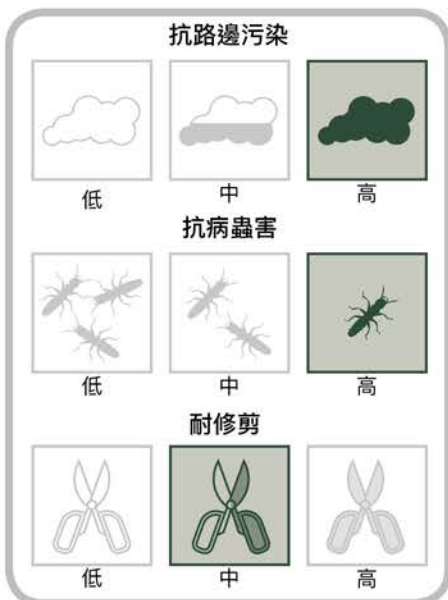 抗路邊污染
低 中 高
抗病蟲害
低 中 高
耐修剪
低 中 高